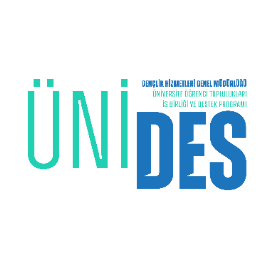 ÜNİDES
GENÇLİK HİZMETLERİ GENEL MÜDÜRLÜĞÜ
ÜNİVERSİTE ÖĞRENCİ TOPLULUKLARI
İŞ BİRLİĞİ VE DESTEK PROGRAMI